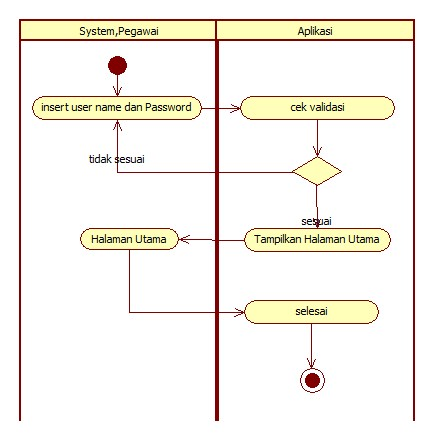 System,Pegawai
Aplikasi
insert user name dan Password
cek validasi
tidak sesuai
sesuai
Halaman Utama
Tampilkan Halaman Utama
selesai